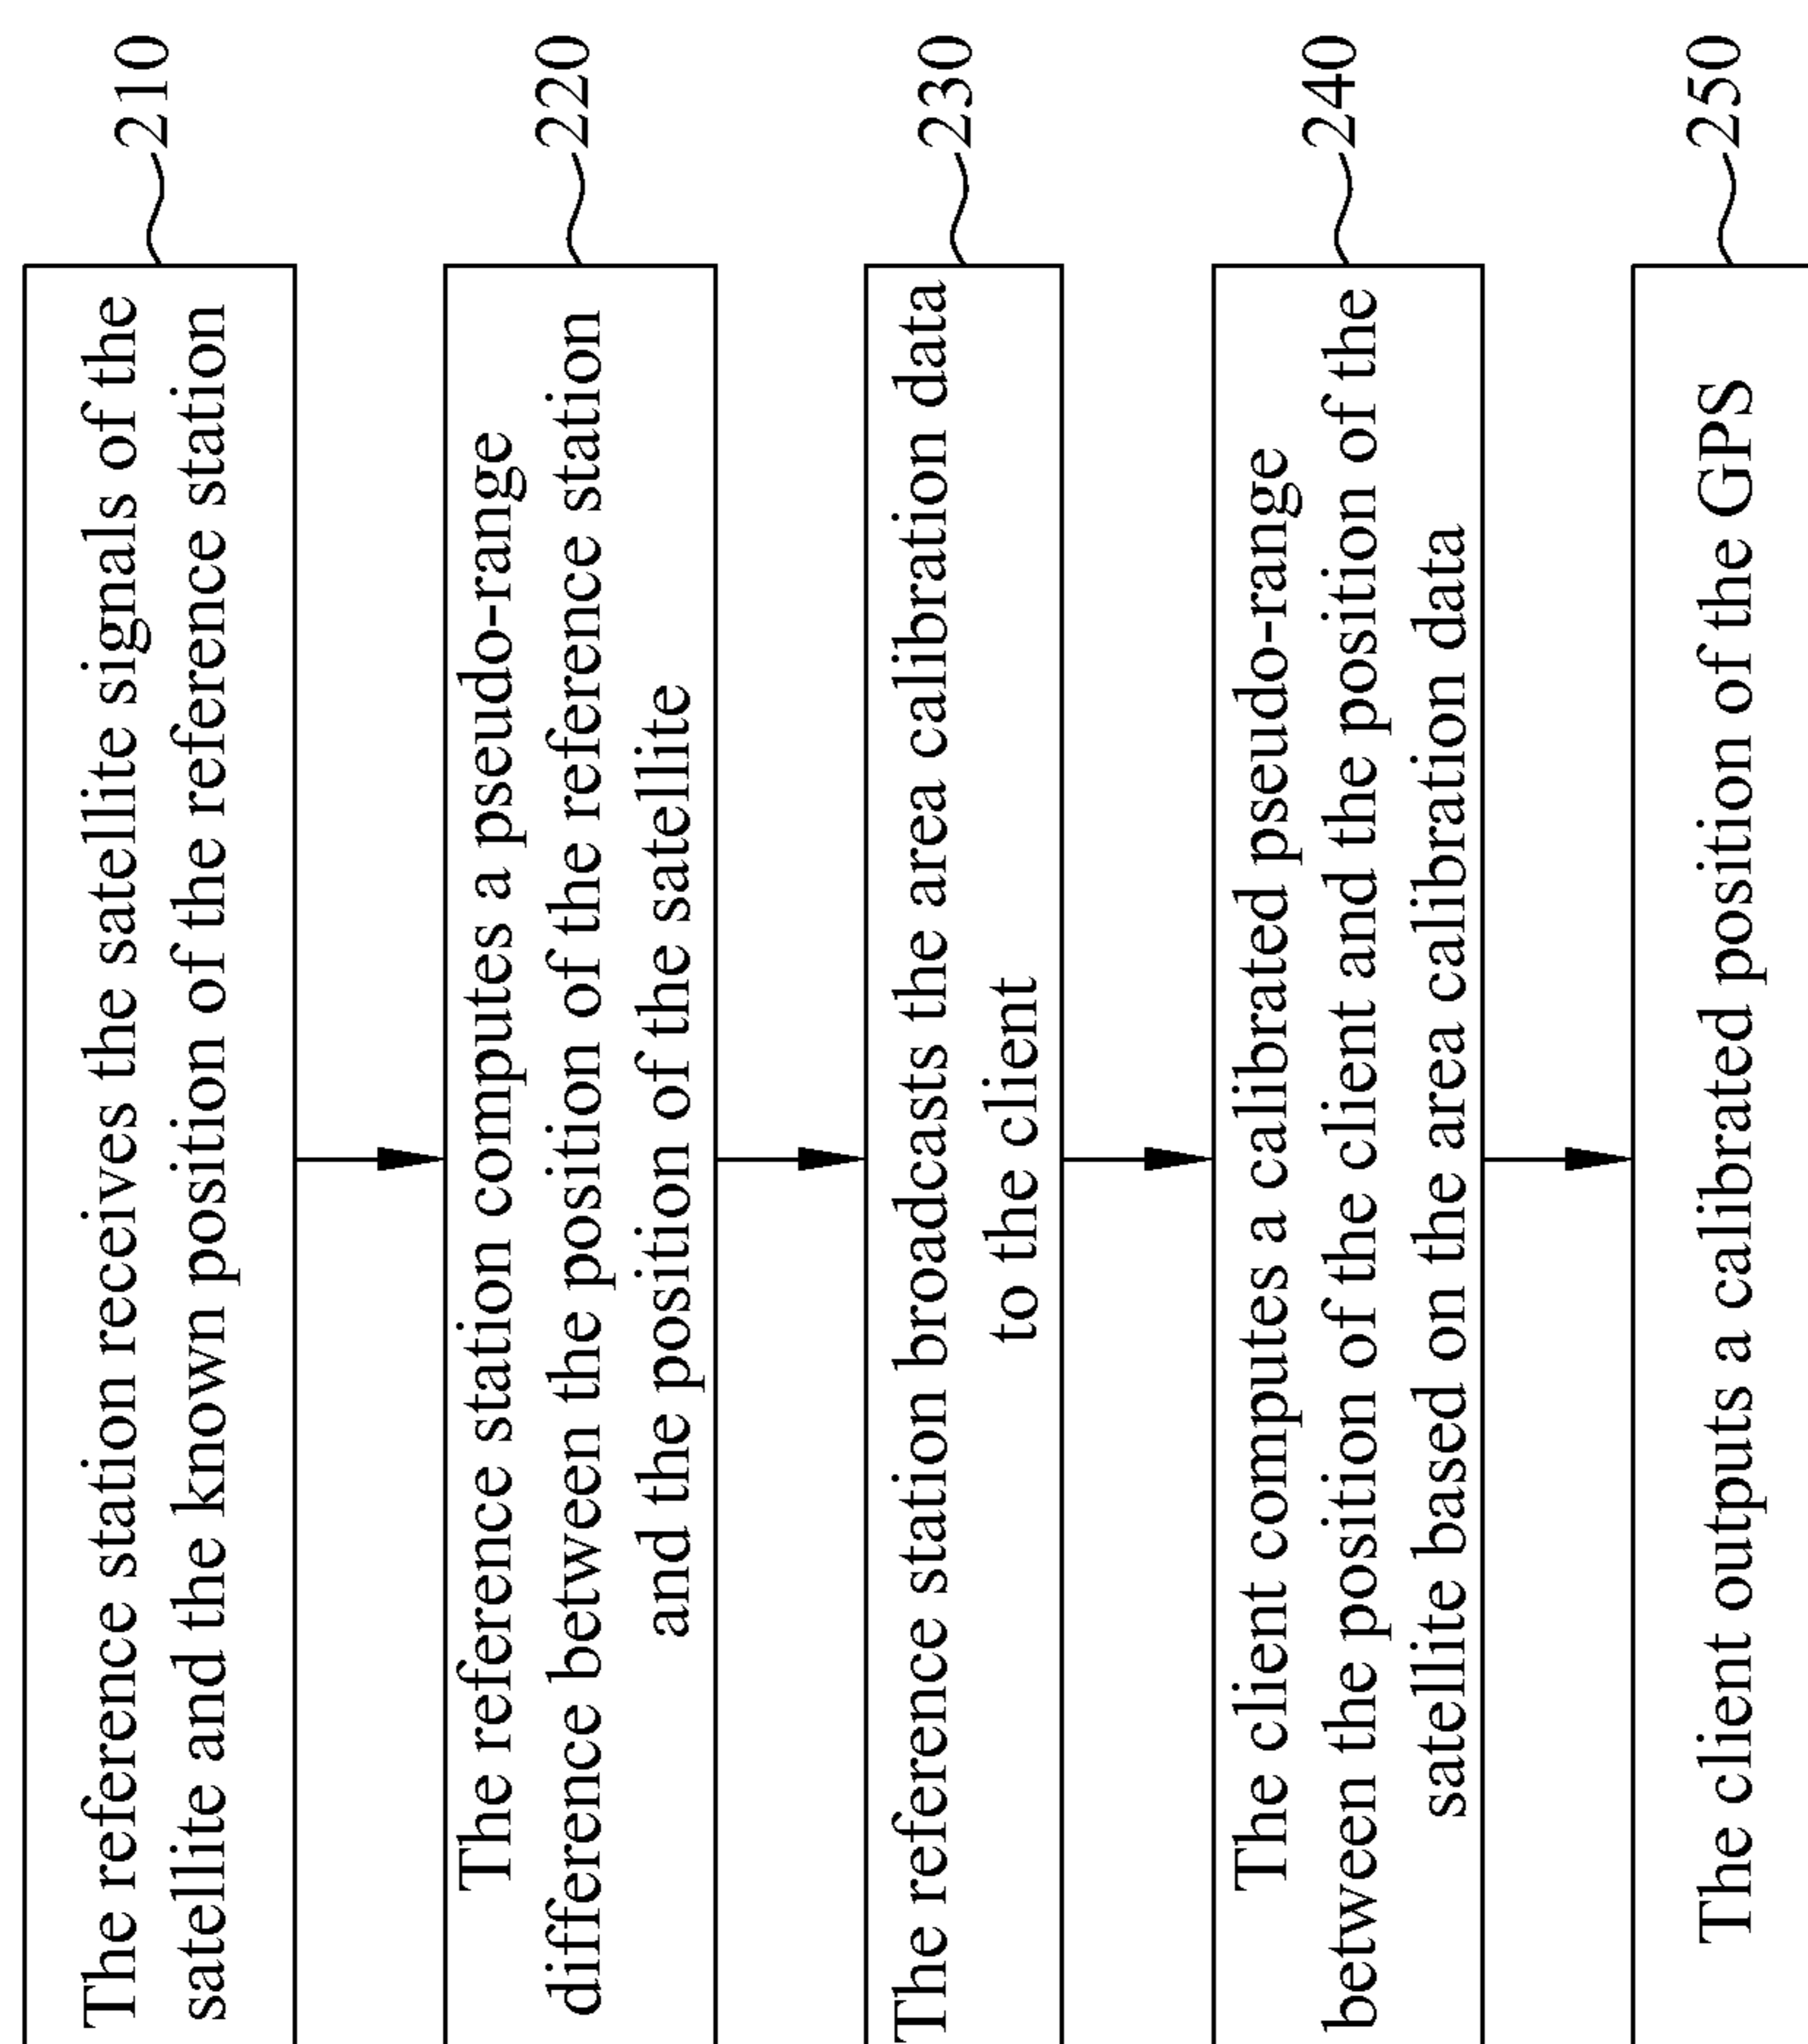 The reference station receives the satellite signals of the
satellite and the known position of the reference station
210
The reference station computes a pseudo-range
difference between the position of the reference station
and the position of the satellite
220
The reference station broadcasts the area calibration data
to the client
230
The client computes a calibrated pseudo-range
between the position of the client and the position of the
satellite based on the area calibration data
240
The client outputs a calibrated position of the GPS
250